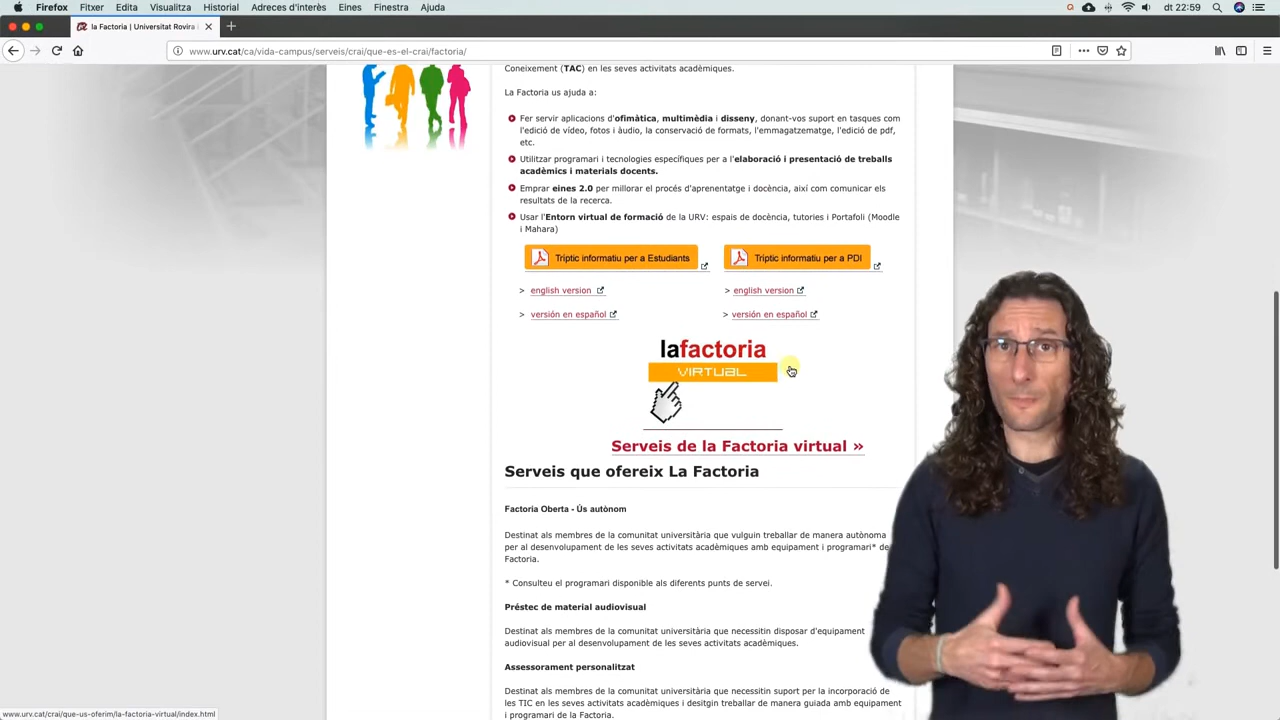 Firefox Fitxer Edita Visualitza Historial Adreces d'interès Eines Finestra Ajuda
dt 22:59
la Factoria | Universitat Rovira i
www.urv.cat/ca/vida-campus/serveis/crai/que-es-el-crai/factoria/
Coneixement (TAC) en les seves activitats acadèmiques.
La Factoria us ajuda a:
Fer servir aplicacions d'ofimàtica, multimèdia i disseny, donant-vos suport en tasques com
l'edició de vídeo, fotos i àudio, la conservació de formats, l'emmagatzematge, l'edició de pdf,
etc.
Utilitzar programari i tecnologies específiques per a l'elaboració i presentació de treballs
acadèmics i materials docents.
Emprar eines 2.0 per millorar el procés d'aprenentatge i docència, així com comunicar els
resultats de la recerca.
Usar l'Entorn virtual de formació de la URV: espais de docència, tutories i Portafoli (Moodle
i Mahara)
Tríptic informatiu per a Estudiants
Tríptic informatiu per a PDI
> english version
> english version
> versión en español
> versión en español
lafactoria
VIRTUAL
Serveis de la Factoria virtual »
Serveis que ofereix La Factoria
Factoria Oberta - Ús autònom
Destinat als membres de la comunitat universitària que vulguin treballar de manera autònoma
per al desenvolupament de les seves activitats acadèmiques amb equipament i programari* de
Factoria.
* Consulteu el programari disponible als diferents punts de servei.
Préstec de material audiovisual
Destinat als membres de la comunitat universitària que necessitin disposar d'equipament
audiovisual per al desenvolupament de les seves activitats acadèmiques.
Assessorament personalitzat
Destinat als membres de la comunitat universitària que necessitin suport per la incorporació de
les TIC en les seves activitats acadèmiques i desitgin treballar de manera guiada amb equipament
i programari de la Factoria.
www.urv.cat/crai/que-us-oferim/la-factoria-virtual/index.html